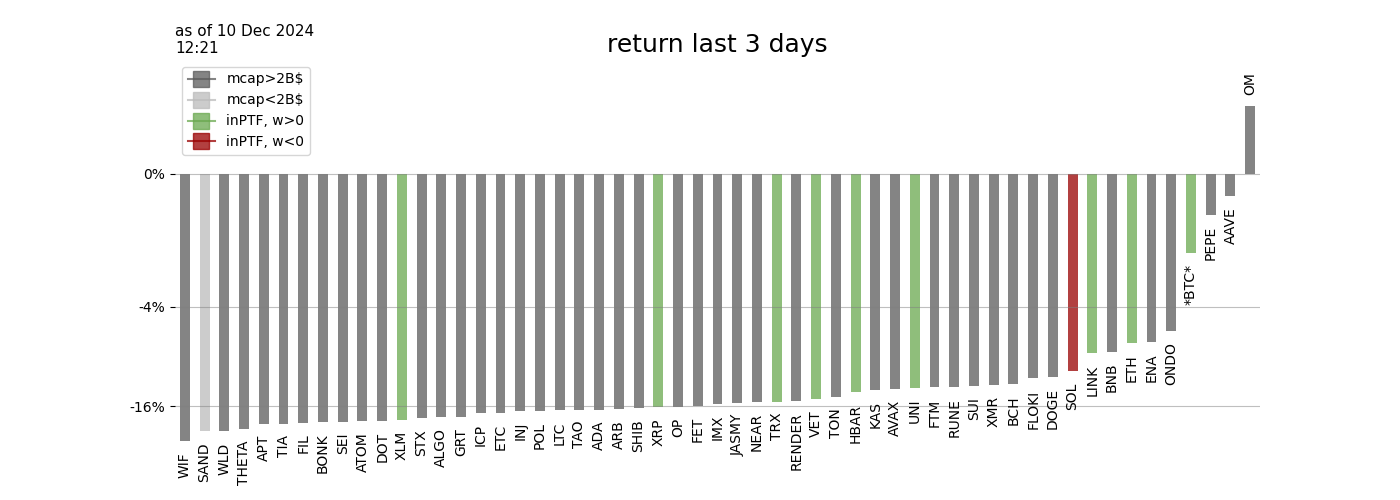 as of 10 Dec 2024
12:21
return last 3 days
mcap>2B$
mcap<2B$
inPTF, w>0
inPTF, w<0
0%
-4%
-16%
WIF
SAND
WLD
THETA
APT
TIA
FIL
BONK
SEI
ATOM
DOT
XLM
STX
ALGO
GRT
ICP
ETC
INJ
POL
LTC
TAO
ADA
ARB
SHIB
XRP
OP
FET
IMX
JASMY
NEAR
TRX
RENDER
VET
TON
HBAR
KAS
AVAX
UNI
FTM
RUNE
SUI
XMR
BCH
FLOKI
DOGE
SOL
LINK
BNB
ETH
ENA
ONDO
*BTC*
PEPE
AAVE
OM